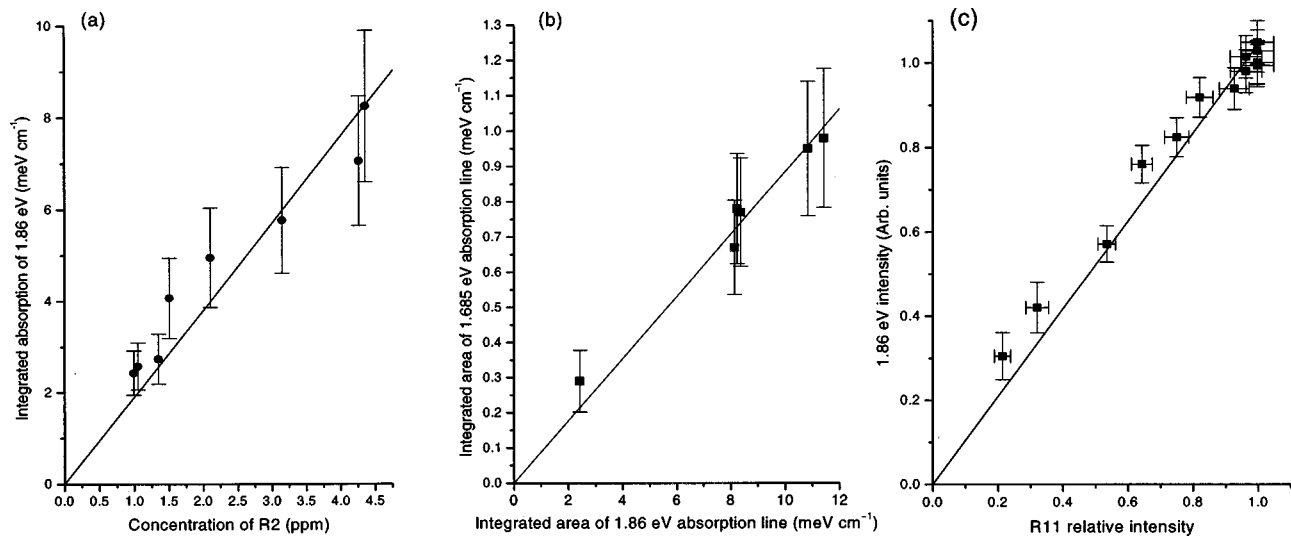 (a)
Integrated absorption of 1.86 eV (meV cm⁻¹)
10
8
6
4
2
0
0.0 0.5 1.0 1.5 2.0 2.5 3.0 3.5 4.0 4.5
Concentration of R2 (ppm)
(b)
Integrated area of 1.685 eV absorption line (meV cm⁻¹)
1.3
1.2
1.1
1.0
0.9
0.8
0.7
0.6
0.5
0.4
0.3
0.2
0.1
0.0
0 2 4 6 8 10 12
Integrated area of 1.86 eV absorption line (meV cm⁻¹)
(c)
1.86 eV intensity (Arb. units)
1.0
0.8
0.6
0.4
0.2
0.0
0.0 0.2 0.4 0.6 0.8 1.0
R11 relative intensity